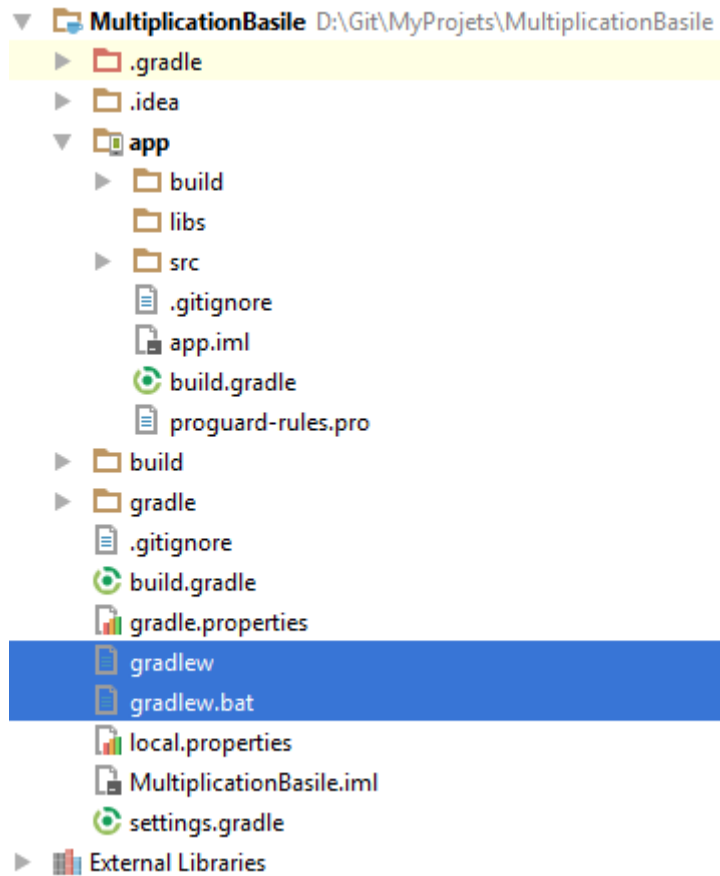 MultiplicationBasile D:\Git\MyProjets\MultiplicationBasile
.gradle
.idea
app
build
libs
src
.gitignore
app.iml
build.gradle
proguard-rules.pro
build
gradle
.gitignore
build.gradle
gradle.properties
gradlew
gradlew.bat
local.properties
MultiplicationBasile.iml
settings.gradle
External Libraries